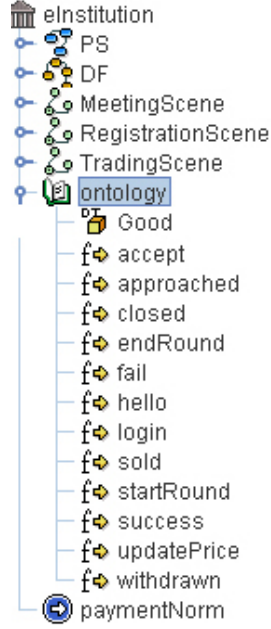 eInstitution
PS
DF
MeetingScene
RegistrationScene
TradingScene
ontology
DT Good
f accept
f approached
f closed
f endRound
f fail
f hello
f login
f sold
f startRound
f success
f updatePrice
f withdrawn
paymentNorm